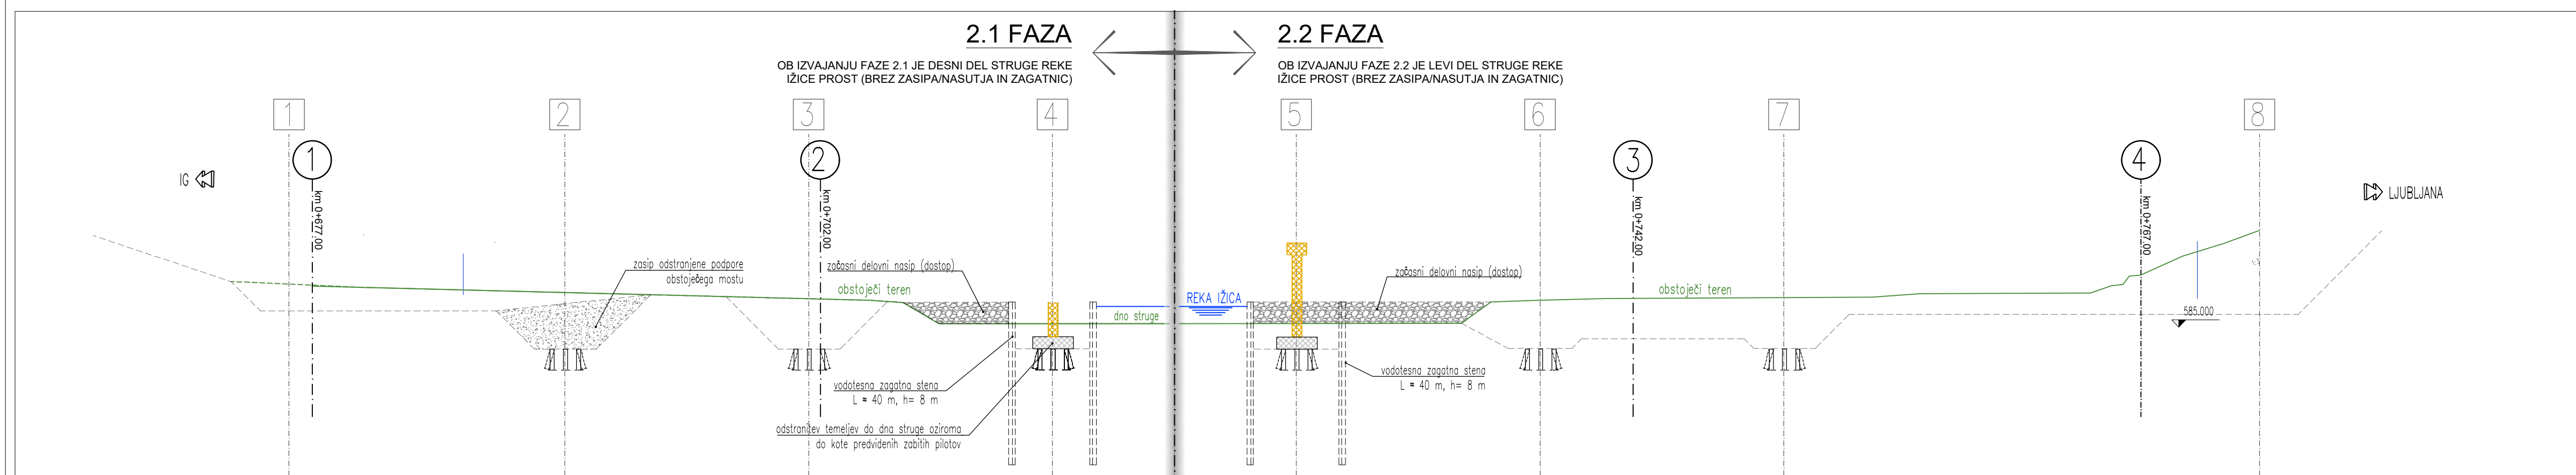 2.1 FAZA
OB IZVAJANJU FAZE 2.1 JE DESNI DEL STRUGE REKE
IŽICE PROST (BREZ ZASIPA/NASUTJA IN ZAGATNIC)
2.2 FAZA
OB IZVAJANJU FAZE 2.2 JE LEVI DEL STRUGE REKE
IŽICE PROST (BREZ ZASIPA/NASUTJA IN ZAGATNIC)
1
2
3
4
5
6
7
8
1
2
3
4
IG
LJUBLJANA
km 0+677.00
km 0+702.00
km 0+742.00
km 0+767.00
zasip odstranjene podpore
obstoječega mostu
začasni delovni nasip (dostop)
obstoječi teren
dno struge
REKA IŽICA
začasni delovni nasip (dostop)
obstoječi teren
585.000
vodotesna zagatna stena
L ≈ 40 m, h= 8 m
vodotesna zagatna stena
L ≈ 40 m, h= 8 m
odstranitev temeljev do dna struge oziroma
do kote predvidenih zabitih pilotov